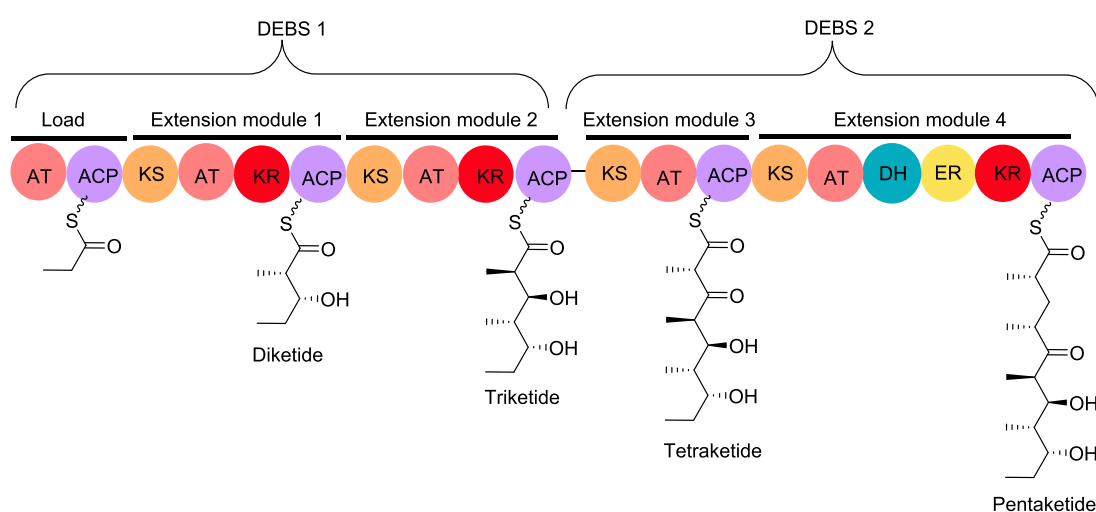 DEBS 1
DEBS 2
Load
Extension module 1
Extension module 2
Extension module 3
Extension module 4
AT
ACP
KS
AT
KR
ACP
KS
AT
KR
ACP
KS
AT
ACP
KS
AT
DH
ER
KR
ACP
S
O
S
O
OH
Diketide
S
O
OH
OH
Triketide
S
O
O
OH
OH
Tetraketide
S
O
O
OH
OH
Pentaketide